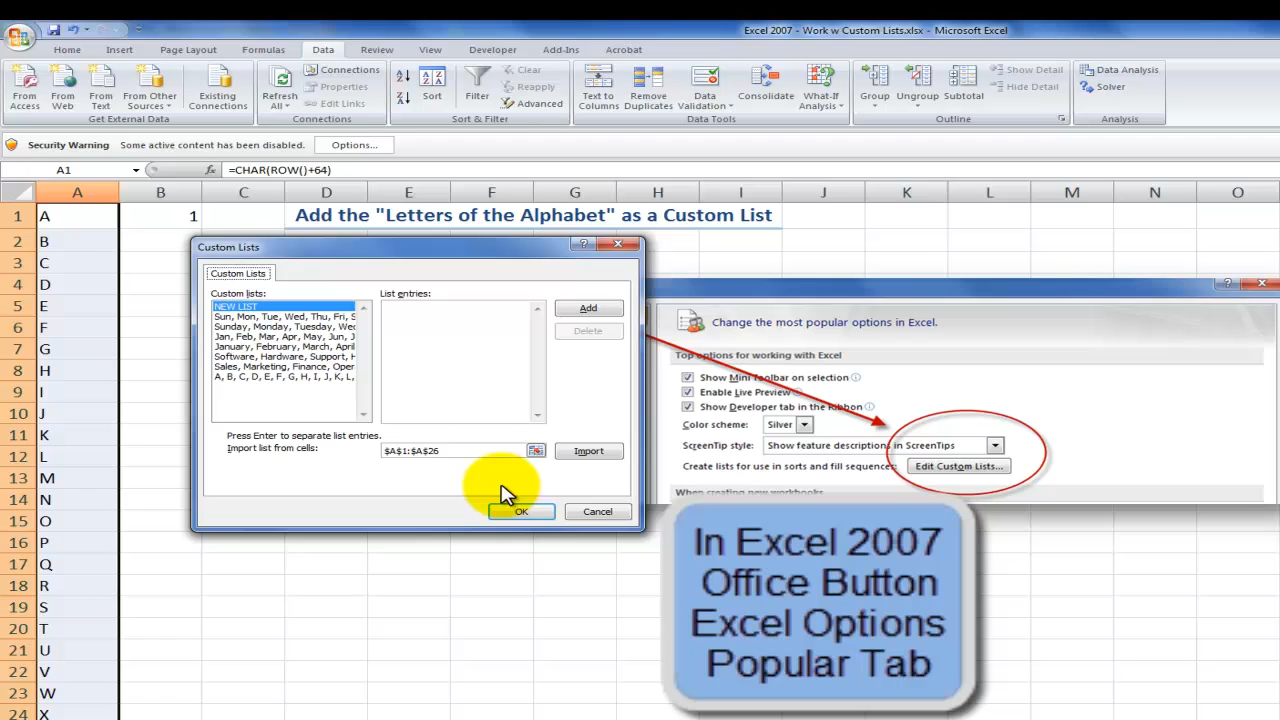 Excel 2007 - Work w Custom Lists.xlsx - Microsoft Excel
Home Insert Page Layout Formulas Data Review View Developer Add-Ins Acrobat
From Access From Web From Text From Other Sources Existing Connections
Refresh All Connections Properties Edit Links
Sort Filter Clear Reapply Advanced
Text to Columns Remove Duplicates Data Validation Consolidate What-If Analysis
Group Ungroup Subtotal Show Detail Hide Detail
Data Analysis Solver
Get External Data Connections Sort & Filter Data Tools Outline Analysis
Security Warning Some active content has been disabled. Options...
A1 fx =CHAR(ROW()+64)
A B C D E F G H I J K L M N O
1 A 1 Add the "Letters of the Alphabet" as a Custom List
2 B
3 C
4 D
5 E
6 F
7 G
8 H
9 I
10 J
11 K
12 L
13 M
14 N
15 O
16 P
17 Q
18 R
19 S
20 T
21 U
22 V
23 W
24 X
Custom Lists
Custom Lists
Custom lists: List entries:
NEW LIST
Sun, Mon, Tue, Wed, Thu, Fri, S
Sunday, Monday, Tuesday, Wed
Jan, Feb, Mar, Apr, May, Jun, J
January, February, March, April
Software, Hardware, Support, H
Sales, Marketing, Finance, Oper
A, B, C, D, E, F, G, H, I, J, K, L,
Add
Delete
Press Enter to separate list entries.
Import list from cells: $A$1:$A$26 Import
OK Cancel
Change the most popular options in Excel.
Top options for working with Excel
Show Mini Toolbar on selection
Enable Live Preview
Show Developer tab in the Ribbon
Color scheme: Silver
ScreenTip style: Show feature descriptions in ScreenTips
Create lists for use in sorts and fill sequences: Edit Custom Lists...
When creating new workbooks
In Excel 2007
Office Button
Excel Options
Popular Tab